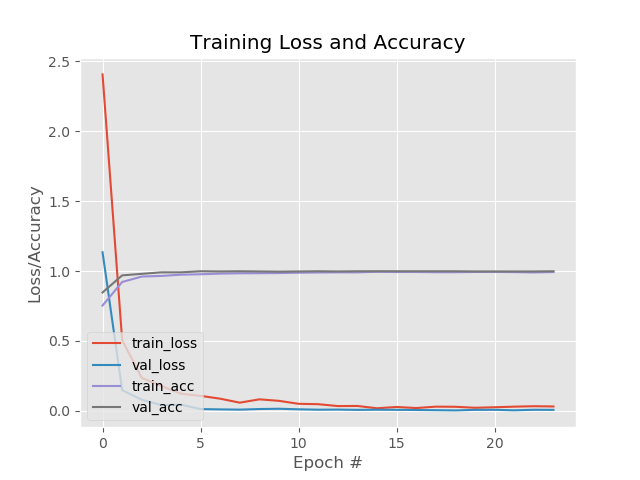 Training Loss and Accuracy
2.5
2.0
1.5
1.0
0.5
0.0
Loss/Accuracy
train_loss
val_loss
train_acc
val_acc
0 5 10 15 20
Epoch #